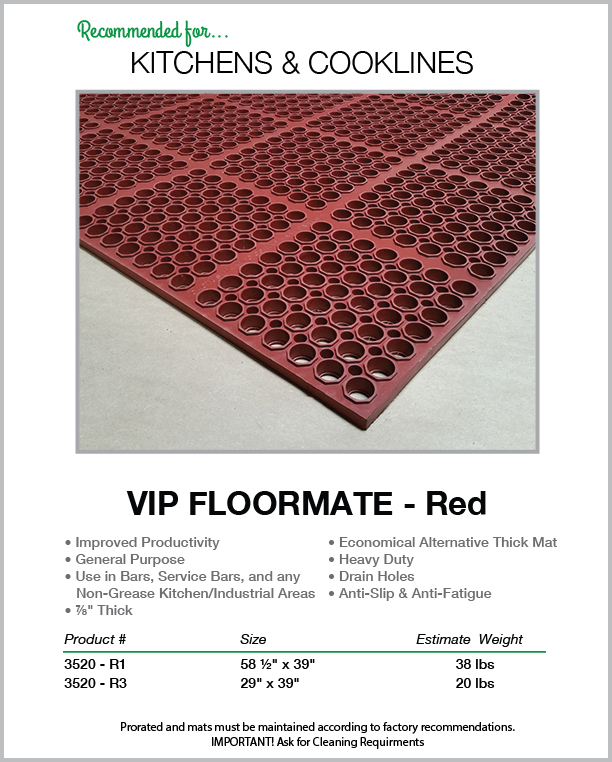 Recommended for...
KITCHENS & COOKLINES
VIP FLOORMATE - Red
• Improved Productivity
• General Purpose
• Use in Bars, Service Bars, and any
Non-Grease Kitchen/Industrial Areas
• ⅞" Thick
• Economical Alternative Thick Mat
• Heavy Duty
• Drain Holes
• Anti-Slip & Anti-Fatigue
Product # Size Estimate Weight
3520 - R1 58 ½" x 39" 38 lbs
3520 - R3 29" x 39" 20 lbs
Prorated and mats must be maintained according to factory recommendations.
IMPORTANT! Ask for Cleaning Requirments